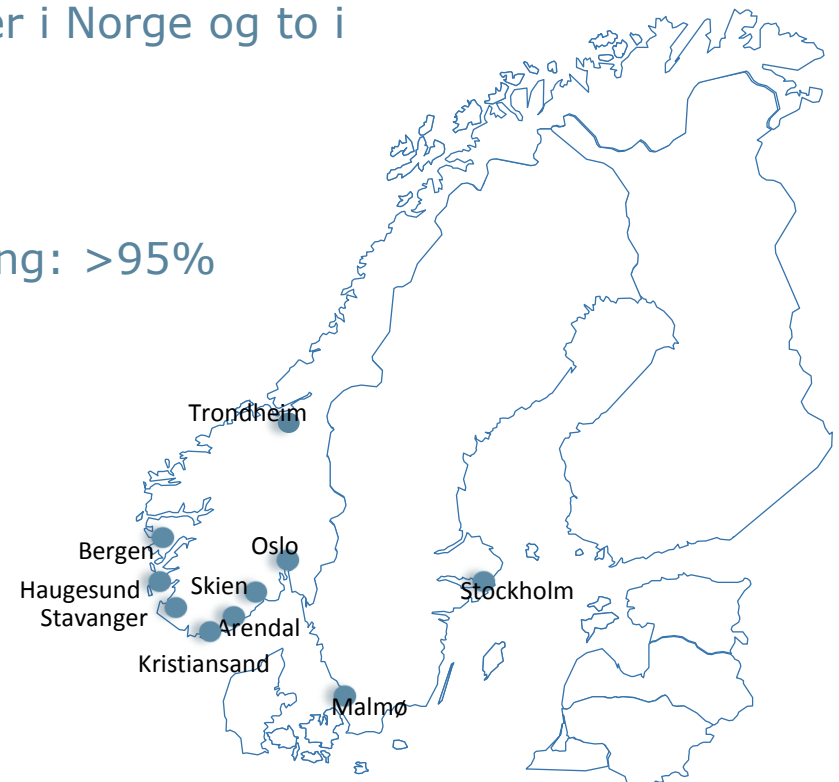 er i Norge og to i
ng: >95%
Trondheim
Bergen
Oslo
Haugesund
Skien
Stockholm
Stavanger
Arendal
Kristiansand
Malmø